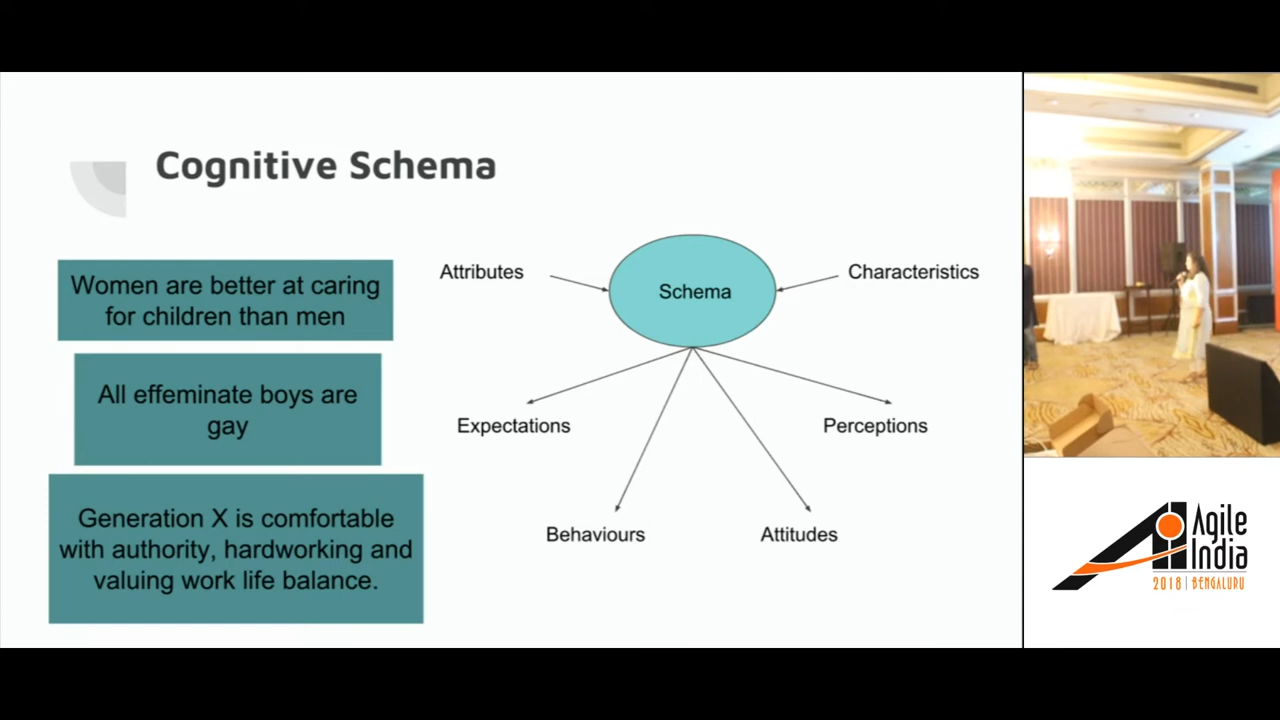 Cognitive Schema
Women are better at caring
for children than men
All effeminate boys are
gay
Generation X is comfortable
with authority, hardworking and
valuing work life balance.
Attributes
Schema
Characteristics
Expectations
Perceptions
Behaviours
Attitudes
Agile
India
2018 | BENGALURU